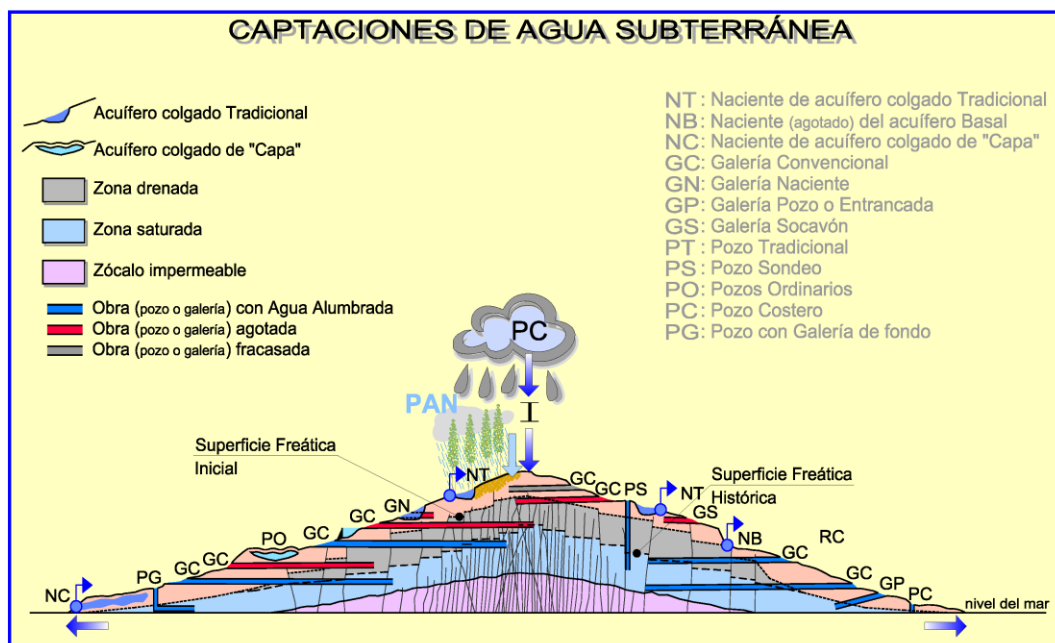 CAPTACIONES DE AGUA SUBTERRÁNEA
Acuífero colgado Tradicional
Acuífero colgado de "Capa"
Zona drenada
Zona saturada
Zócalo impermeable
Obra (pozo o galería) con Agua Alumbrada
Obra (pozo o galería) agotada
Obra (pozo o galería) fracasada
NT: Naciente de acuífero colgado Tradicional
NB: Naciente (agotado) del acuífero Basal
NC: Naciente de acuífero colgado de "Capa"
GC: Galería Convencional
GN: Galería Naciente
GP: Galería Pozo o Entrancada
GS: Galería Socavón
PT: Pozo Tradicional
PS: Pozo Sondeo
PO: Pozos Ordinarios
PC: Pozo Costero
PG: Pozo con Galería de fondo
PC
PAN
I
Superficie Freática
Inicial
Superficie Freática
Histórica
NC
PG
GC
GC
PO
GC
GC
GN
NT
GC
GC
PS
NT
GS
NB
GC
RC
GC
GP
PC
nivel del mar